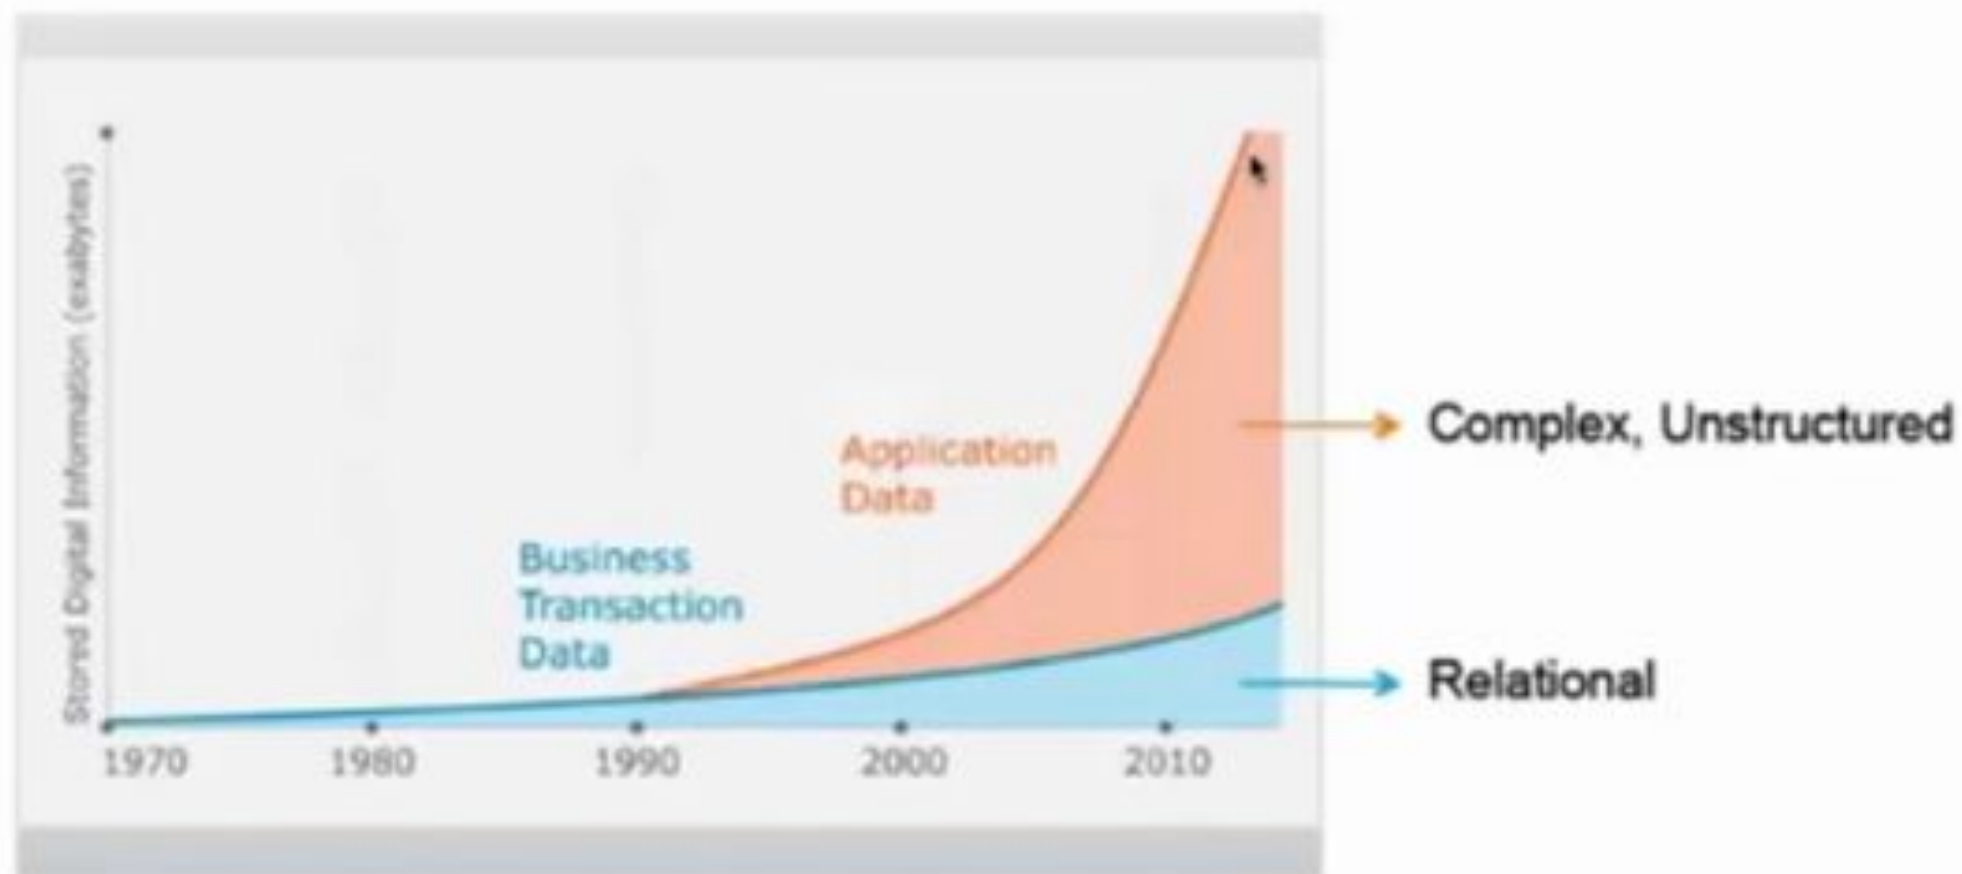 Stored Digital Information (exabytes)
Application
Data
Business
Transaction
Data
1970
1980
1990
2000
2010
Complex, Unstructured
Relational